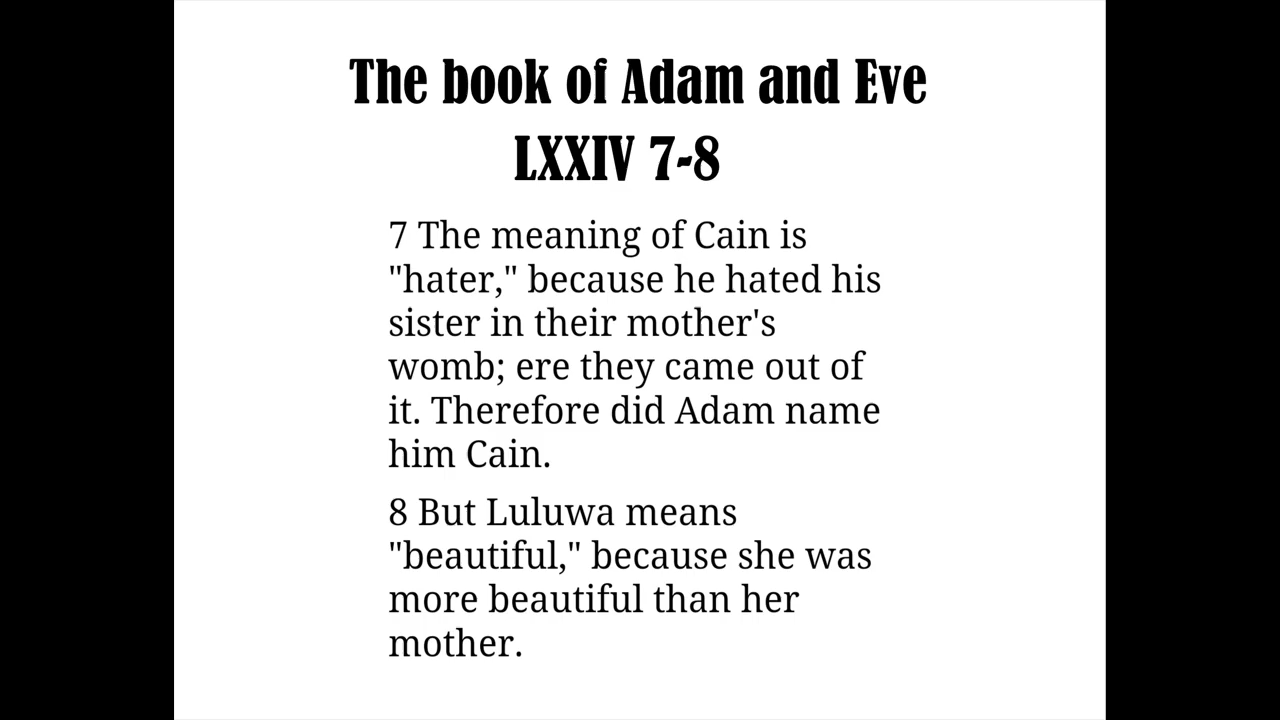 The book of Adam and Eve
LXXIV 7-8
7 The meaning of Cain is
"hater," because he hated his
sister in their mother's
womb; ere they came out of
it. Therefore did Adam name
him Cain.
8 But Luluwa means
"beautiful," because she was
more beautiful than her
mother.